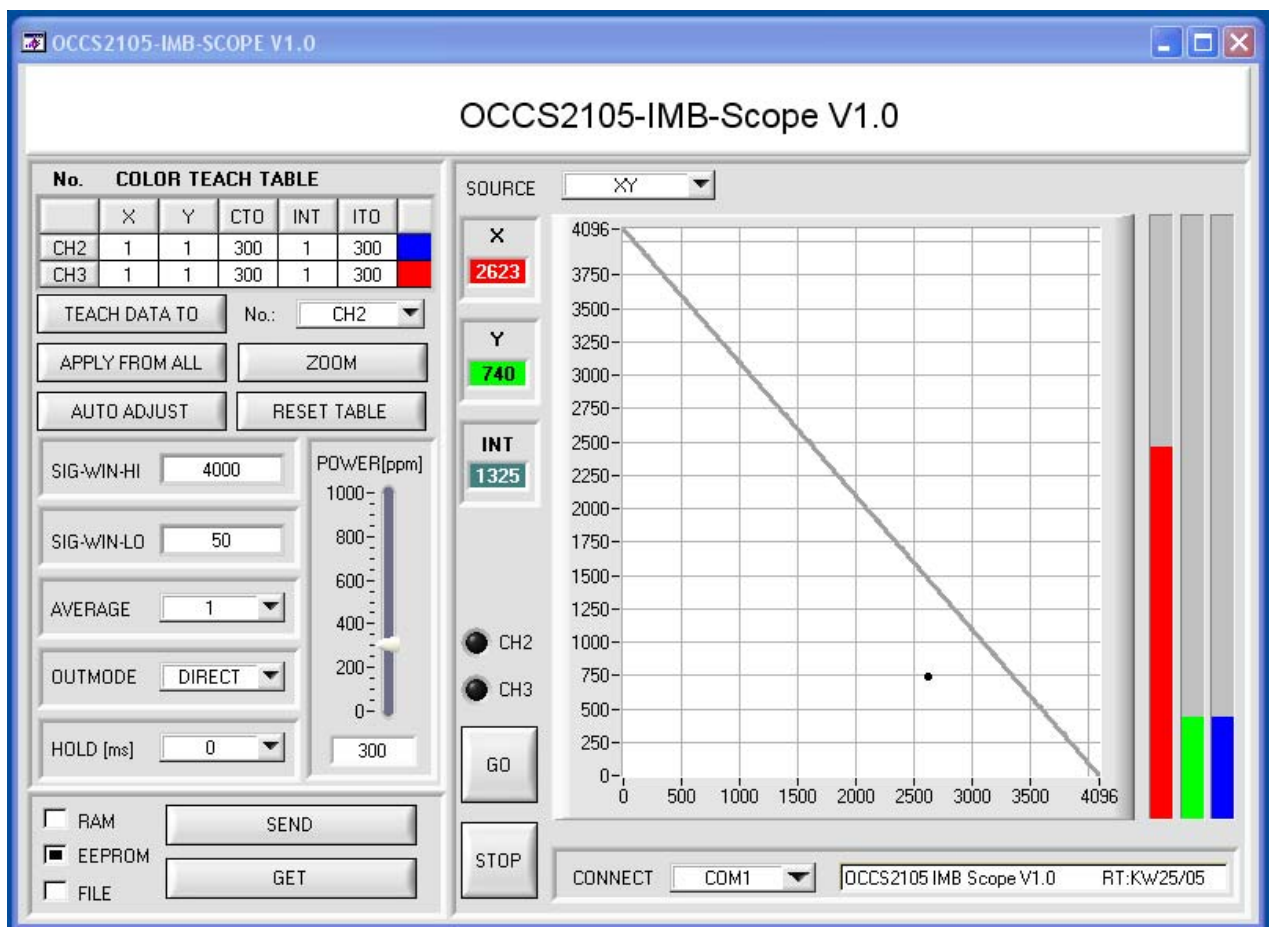 OCCS2105-IMB-SCOPE V1.0
OCCS2105-IMB-Scope V1.0
No. COLOR TEACH TABLE
X Y CTO INT ITO
CH2 1 1 300 1 300
CH3 1 1 300 1 300
TEACH DATA TO No.: CH2
APPLY FROM ALL ZOOM
AUTO ADJUST RESET TABLE
SIG-WIN-HI 4000
SIG-WIN-LO 50
AVERAGE 1
OUTMODE DIRECT
HOLD [ms] 0
POWER[ppm]
1000
800
600
400
200
0
300
RAM
EEPROM
FILE
SEND
GET
SOURCE XY
X
2623
Y
740
INT
1325
CH2
CH3
GO
STOP
4096
3750
3500
3250
3000
2750
2500
2250
2000
1750
1500
1250
1000
750
500
250
0
0 500 1000 1500 2000 2500 3000 3500 4096
CONNECT COM1 OCCS2105 IMB Scope V1.0 RT:KW25/05